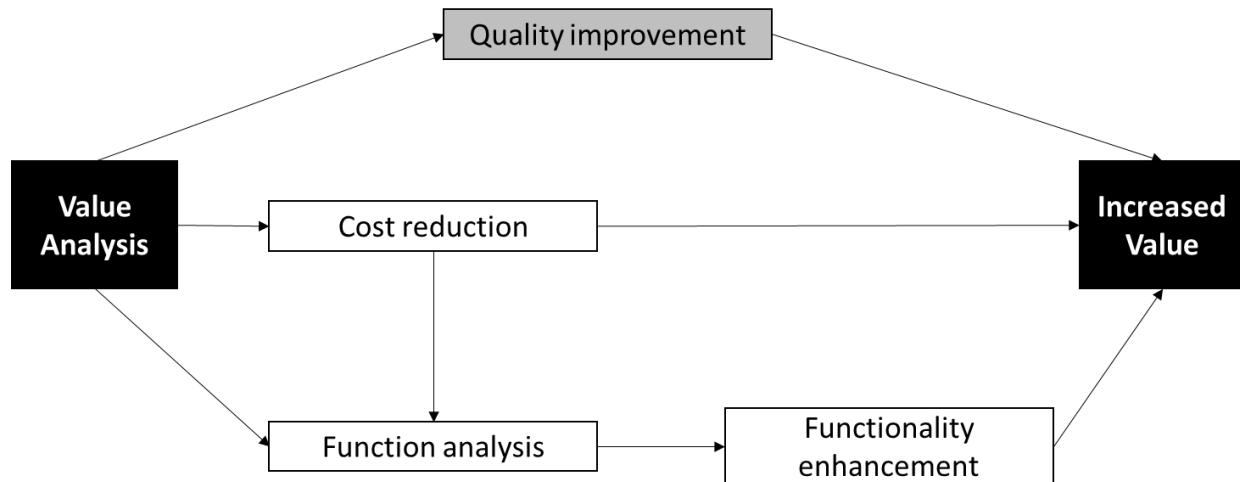 Quality improvement
Value
Analysis
Cost reduction
Increased
Value
Function analysis
Functionality
enhancement